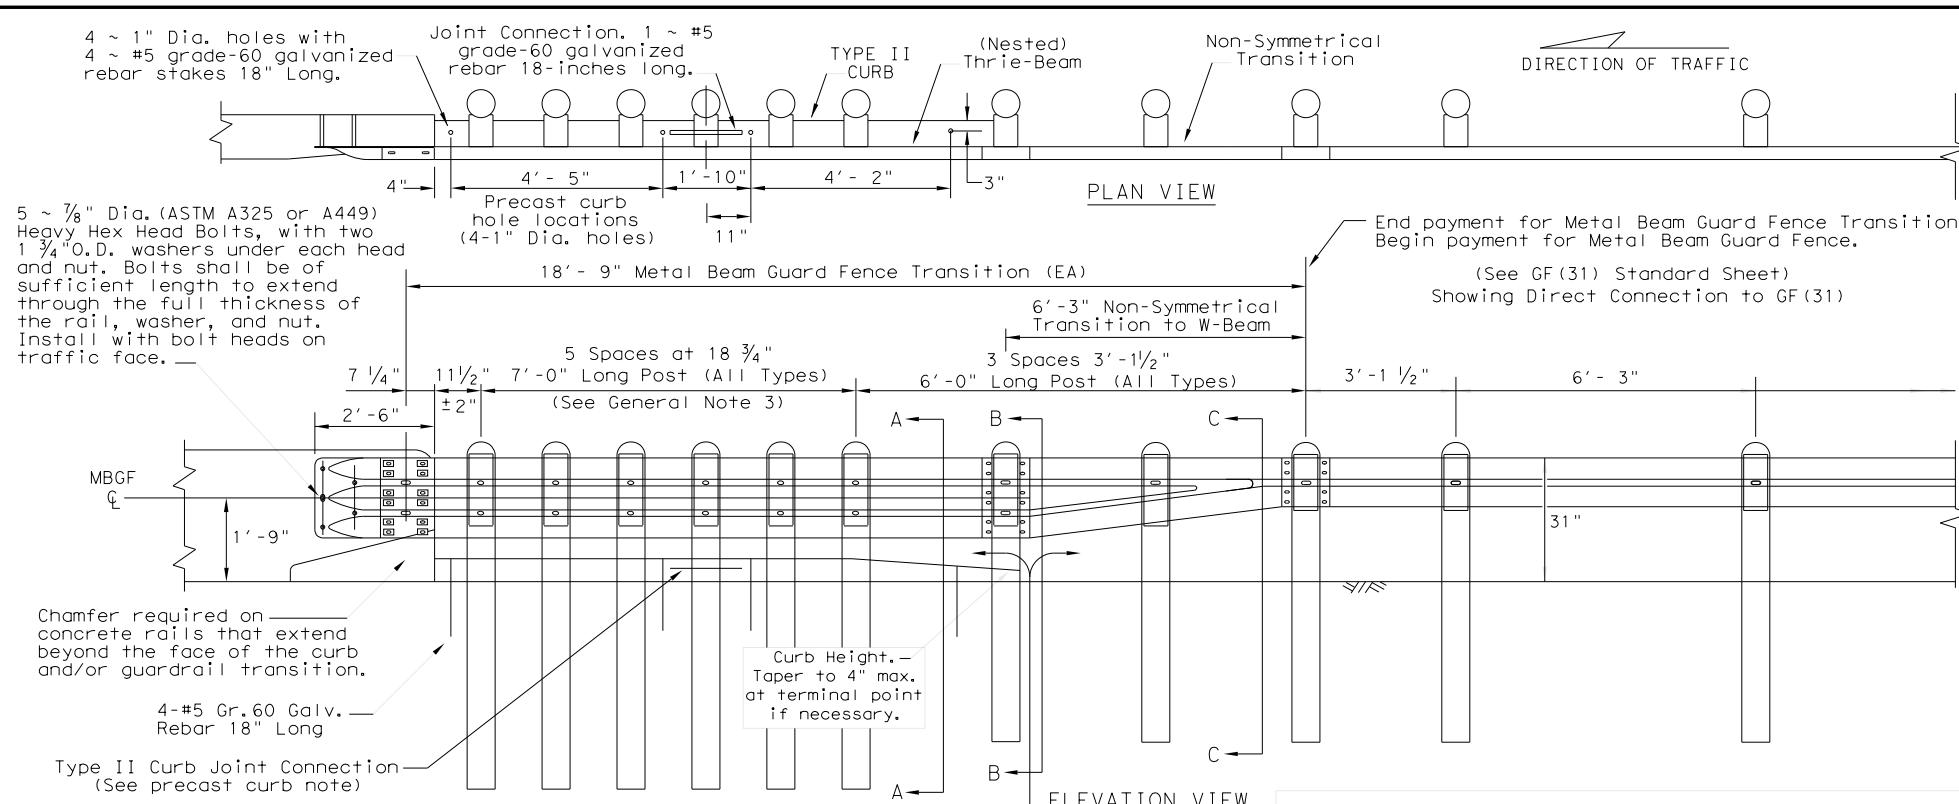 4 ~ 1" Dia. holes with
4 ~ #5 grade-60 galvanized
rebar stakes 18" Long.
Joint Connection. 1 ~ #5
grade-60 galvanized
rebar 18-inches long.
TYPE II
CURB
(Nested)
Thrie-Beam
Non-Symmetrical
Transition
DIRECTION OF TRAFFIC
4"
4'- 5"
1'-10"
4'- 2"
3"
Precast curb
hole locations
(4-1" Dia. holes)
11"
PLAN VIEW
5 ~ 7/8" Dia. (ASTM A325 or A449)
Heavy Hex Head Bolts, with two
1 3/4"O.D. washers under each head
and nut. Bolts shall be of
sufficient length to extend
through the full thickness of
the rail, washer, and nut.
Install with bolt heads on
traffic face.
End payment for Metal Beam Guard Fence Transition
Begin payment for Metal Beam Guard Fence.
(See GF(31) Standard Sheet)
Showing Direct Connection to GF(31)
18'- 9" Metal Beam Guard Fence Transition (EA)
6'-3" Non-Symmetrical
Transition to W-Beam
5 Spaces at 18 3/4"
7'-0" Long Post (All Types)
(See General Note 3)
3 Spaces 3'-1 1/2"
6'-0" Long Post (All Types)
7 1/4"
11 1/2"
±2"
3'-1 1/2"
6'- 3"
2'-6"
A
B
C
MBGF
℄
1'-9"
31"
Chamfer required on
concrete rails that extend
beyond the face of the curb
and/or guardrail transition.
4-#5 Gr.60 Galv.
Rebar 18" Long
Type II Curb Joint Connection
(See precast curb note)
Curb Height.
Taper to 4" max.
at terminal point
if necessary.
A
B
C
ELEVATION VIEW